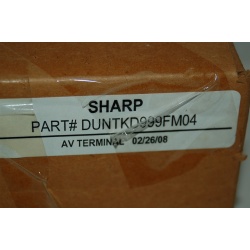 SHARP
PART# DUNTKD999FM04
AV TERMINAL 02/26/08